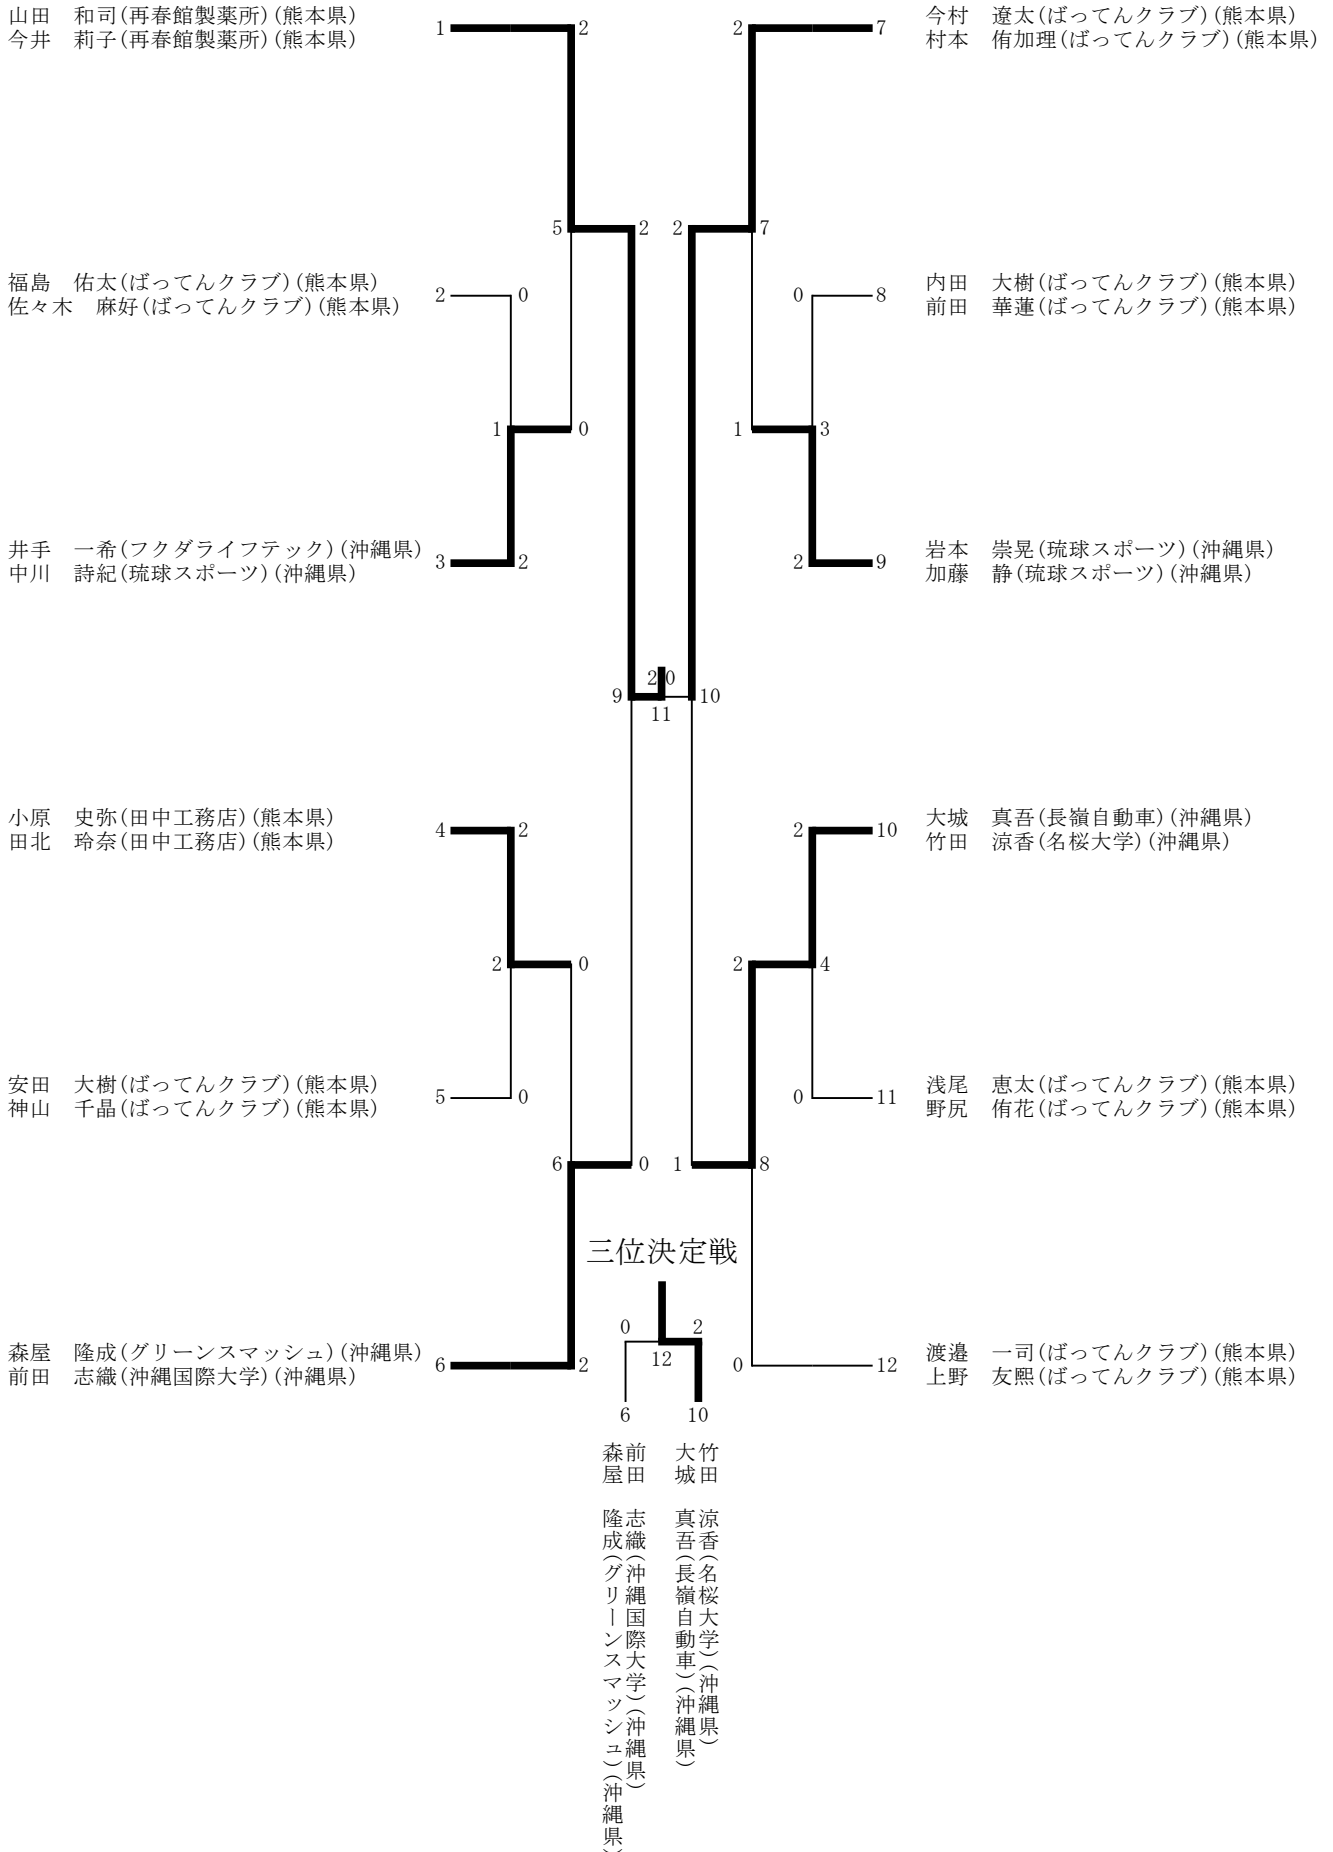 山田　和司(再春館製薬所)(熊本県)
今井　莉子(再春館製薬所)(熊本県)
1
2
2
7
今村　遼太(ばってんクラブ)(熊本県)
村本　侑加理(ばってんクラブ)(熊本県)
5
2
2
7
福島　佑太(ばってんクラブ)(熊本県)
佐々木　麻好(ばってんクラブ)(熊本県)
2
0
0
8
内田　大樹(ばってんクラブ)(熊本県)
前田　華蓮(ばってんクラブ)(熊本県)
1
0
1
3
井手　一希(フクダライフテック)(沖縄県)
中川　詩紀(琉球スポーツ)(沖縄県)
3
2
2
9
岩本　崇晃(琉球スポーツ)(沖縄県)
加藤　静(琉球スポーツ)(沖縄県)
2
0
9
11
10
小原　史弥(田中工務店)(熊本県)
田北　玲奈(田中工務店)(熊本県)
4
2
2
10
大城　真吾(長嶺自動車)(沖縄県)
竹田　涼香(名桜大学)(沖縄県)
2
0
2
4
安田　大樹(ばってんクラブ)(熊本県)
神山　千晶(ばってんクラブ)(熊本県)
5
0
0
11
浅尾　恵太(ばってんクラブ)(熊本県)
野尻　侑花(ばってんクラブ)(熊本県)
6
0
1
8
三位決定戦
森屋　隆成(グリーンスマッシュ)(沖縄県)
前田　志織(沖縄国際大学)(沖縄県)
6
2
0
2
12
6
10
0
12
渡邉　一司(ばってんクラブ)(熊本県)
上野　友熙(ばってんクラブ)(熊本県)
森屋　隆成(グリーンスマッシュ)(沖縄県)
前田　志織(沖縄国際大学)(沖縄県)
大城　真吾(長嶺自動車)(沖縄県)
竹田　涼香(名桜大学)(沖縄県)